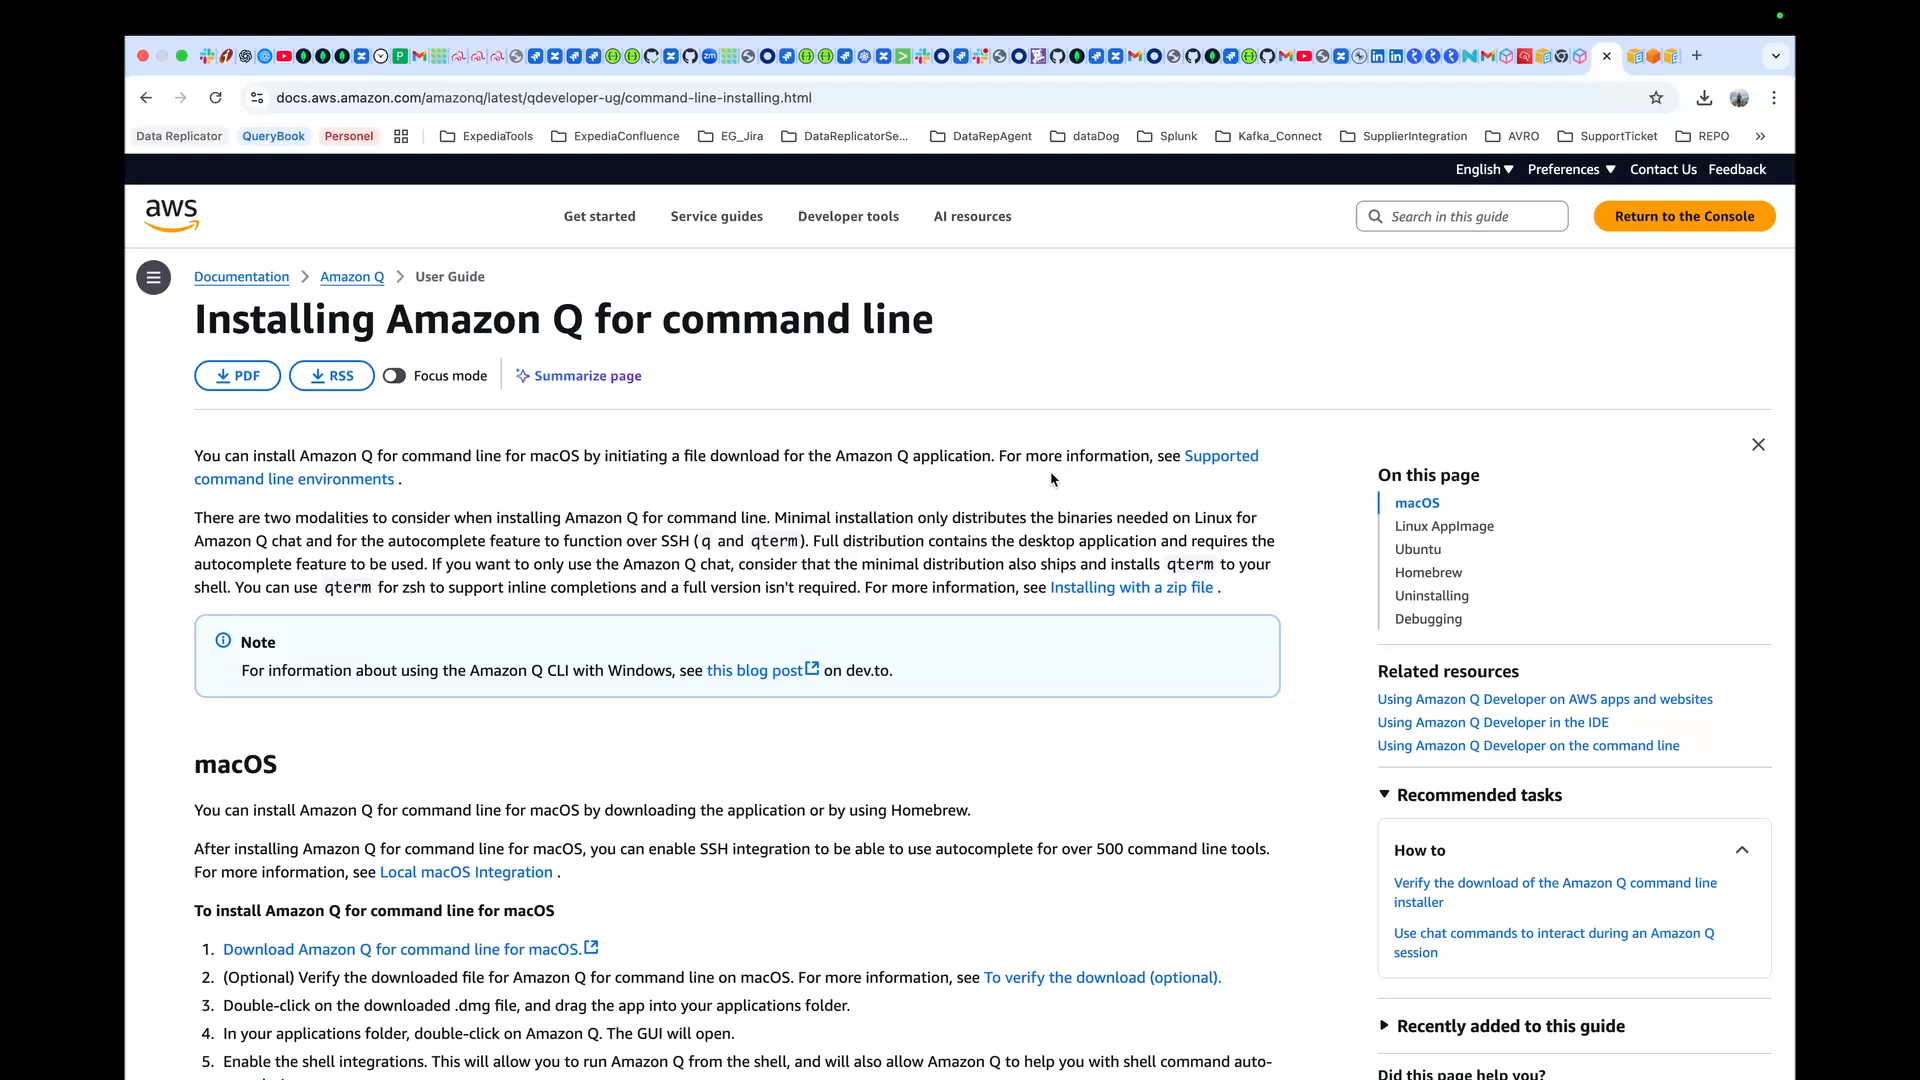 docs.aws.amazon.com/amazonq/latest/qdeveloper-ug/command-line-installing.html
Data Replicator QueryBook Personel ExpediaTools ExpediaConfluence EG_Jira DataReplicatorSe... DataRepAgent dataDog Splunk Kafka_Connect SupplierIntegration AVRO SupportTicket REPO »
English Preferences Contact Us Feedback
aws
Get started Service guides Developer tools AI resources
Search in this guide
Return to the Console
Documentation > Amazon Q > User Guide
Installing Amazon Q for command line
PDF RSS Focus mode Summarize page
You can install Amazon Q for command line for macOS by initiating a file download for the Amazon Q application. For more information, see Supported
command line environments .
There are two modalities to consider when installing Amazon Q for command line. Minimal installation only distributes the binaries needed on Linux for
Amazon Q chat and for the autocomplete feature to function over SSH ( q and qterm ). Full distribution contains the desktop application and requires the
autocomplete feature to be used. If you want to only use the Amazon Q chat, consider that the minimal distribution also ships and installs qterm to your
shell. You can use qterm for zsh to support inline completions and a full version isn't required. For more information, see Installing with a zip file .
Note
For information about using the Amazon Q CLI with Windows, see this blog post on dev.to.
macOS
You can install Amazon Q for command line for macOS by downloading the application or by using Homebrew.
After installing Amazon Q for command line for macOS, you can enable SSH integration to be able to use autocomplete for over 500 command line tools.
For more information, see Local macOS Integration .
To install Amazon Q for command line for macOS
1. Download Amazon Q for command line for macOS.
2. (Optional) Verify the downloaded file for Amazon Q for command line on macOS. For more information, see To verify the download (optional).
3. Double-click on the downloaded .dmg file, and drag the app into your applications folder.
4. In your applications folder, double-click on Amazon Q. The GUI will open.
5. Enable the shell integrations. This will allow you to run Amazon Q from the shell, and will also allow Amazon Q to help you with shell command auto-
On this page
macOS
Linux AppImage
Ubuntu
Homebrew
Uninstalling
Debugging
Related resources
Using Amazon Q Developer on AWS apps and websites
Using Amazon Q Developer in the IDE
Using Amazon Q Developer on the command line
Recommended tasks
How to
Verify the download of the Amazon Q command line
installer
Use chat commands to interact during an Amazon Q
session
Recently added to this guide
Did this page help you?